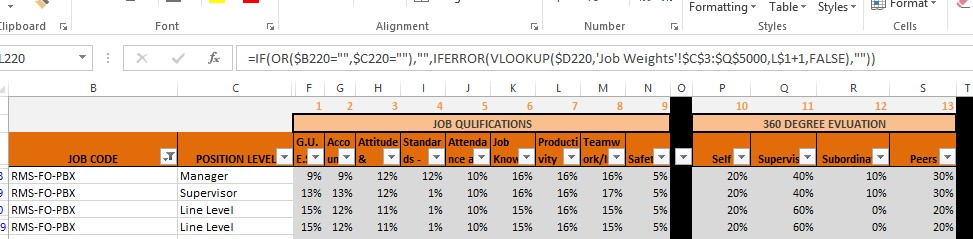 Formatting Table Styles Format
Clipboard Font Alignment Number Styles Cells
L220 fx =IF(OR($B220="",$C220=""),"",IFERROR(VLOOKUP($D220,'Job Weights'!$C$3:$Q$5000,L$1+1,FALSE),""))
B C F G H I J K L M N O P Q R S T
1 2 3 4 5 6 7 8 9 10 11 12 13
JOB QULIFICATIONS 360 DEGREE EVLUATION
G.U. Acco Attitude Standar Attenda Job Producti Teamw
JOB CODE POSITION LEVEL E.S un & ds - nce a Know vity ork/I Safet Self Supervis Subordina Peers
RMS-FO-PBX Manager 9% 9% 12% 12% 10% 16% 16% 16% 5% 20% 40% 10% 30%
RMS-FO-PBX Supervisor 13% 13% 12% 1% 10% 16% 16% 17% 5% 20% 40% 10% 30%
RMS-FO-PBX Line Level 15% 12% 11% 1% 10% 15% 16% 15% 5% 20% 60% 0% 20%
9 RMS-FO-PBX Line Level 15% 12% 11% 1% 10% 15% 16% 15% 5% 20% 60% 0% 20%